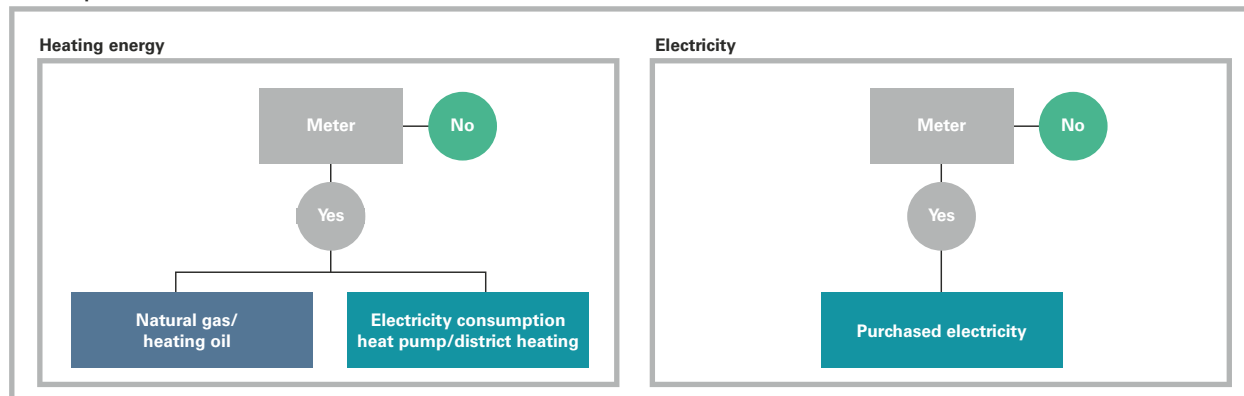 Heating energy
Meter
No
Yes
Natural gas/
heating oil
Electricity consumption
heat pump/district heating
Electricity
Meter
No
Yes
Purchased electricity